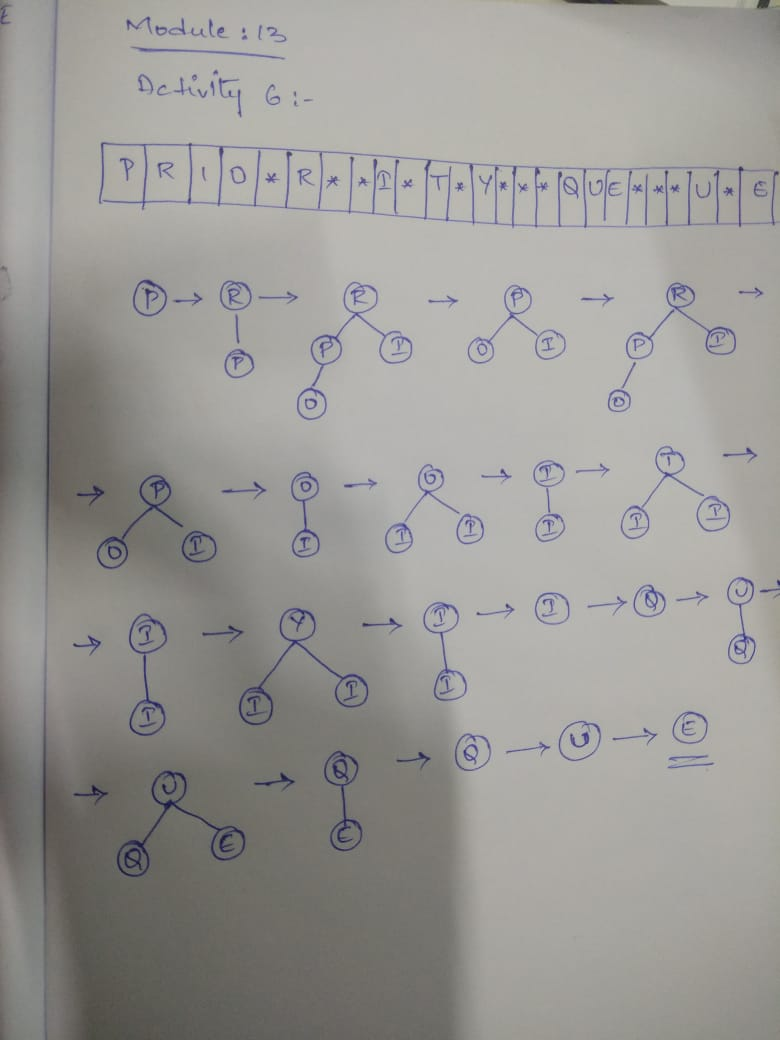 E
Module : 13
Activity 6 :-
P R I O * R * * I * T * Y * * * Q U E * * * U * E
P → R → R → P → R →
P P I O I P I
O O
→ P → O → O → I → T →
O I I I I I I I
→ I → Y → I → I → Q → U →
I I I I Q
→ U → Q → Q → U → E
Q E E